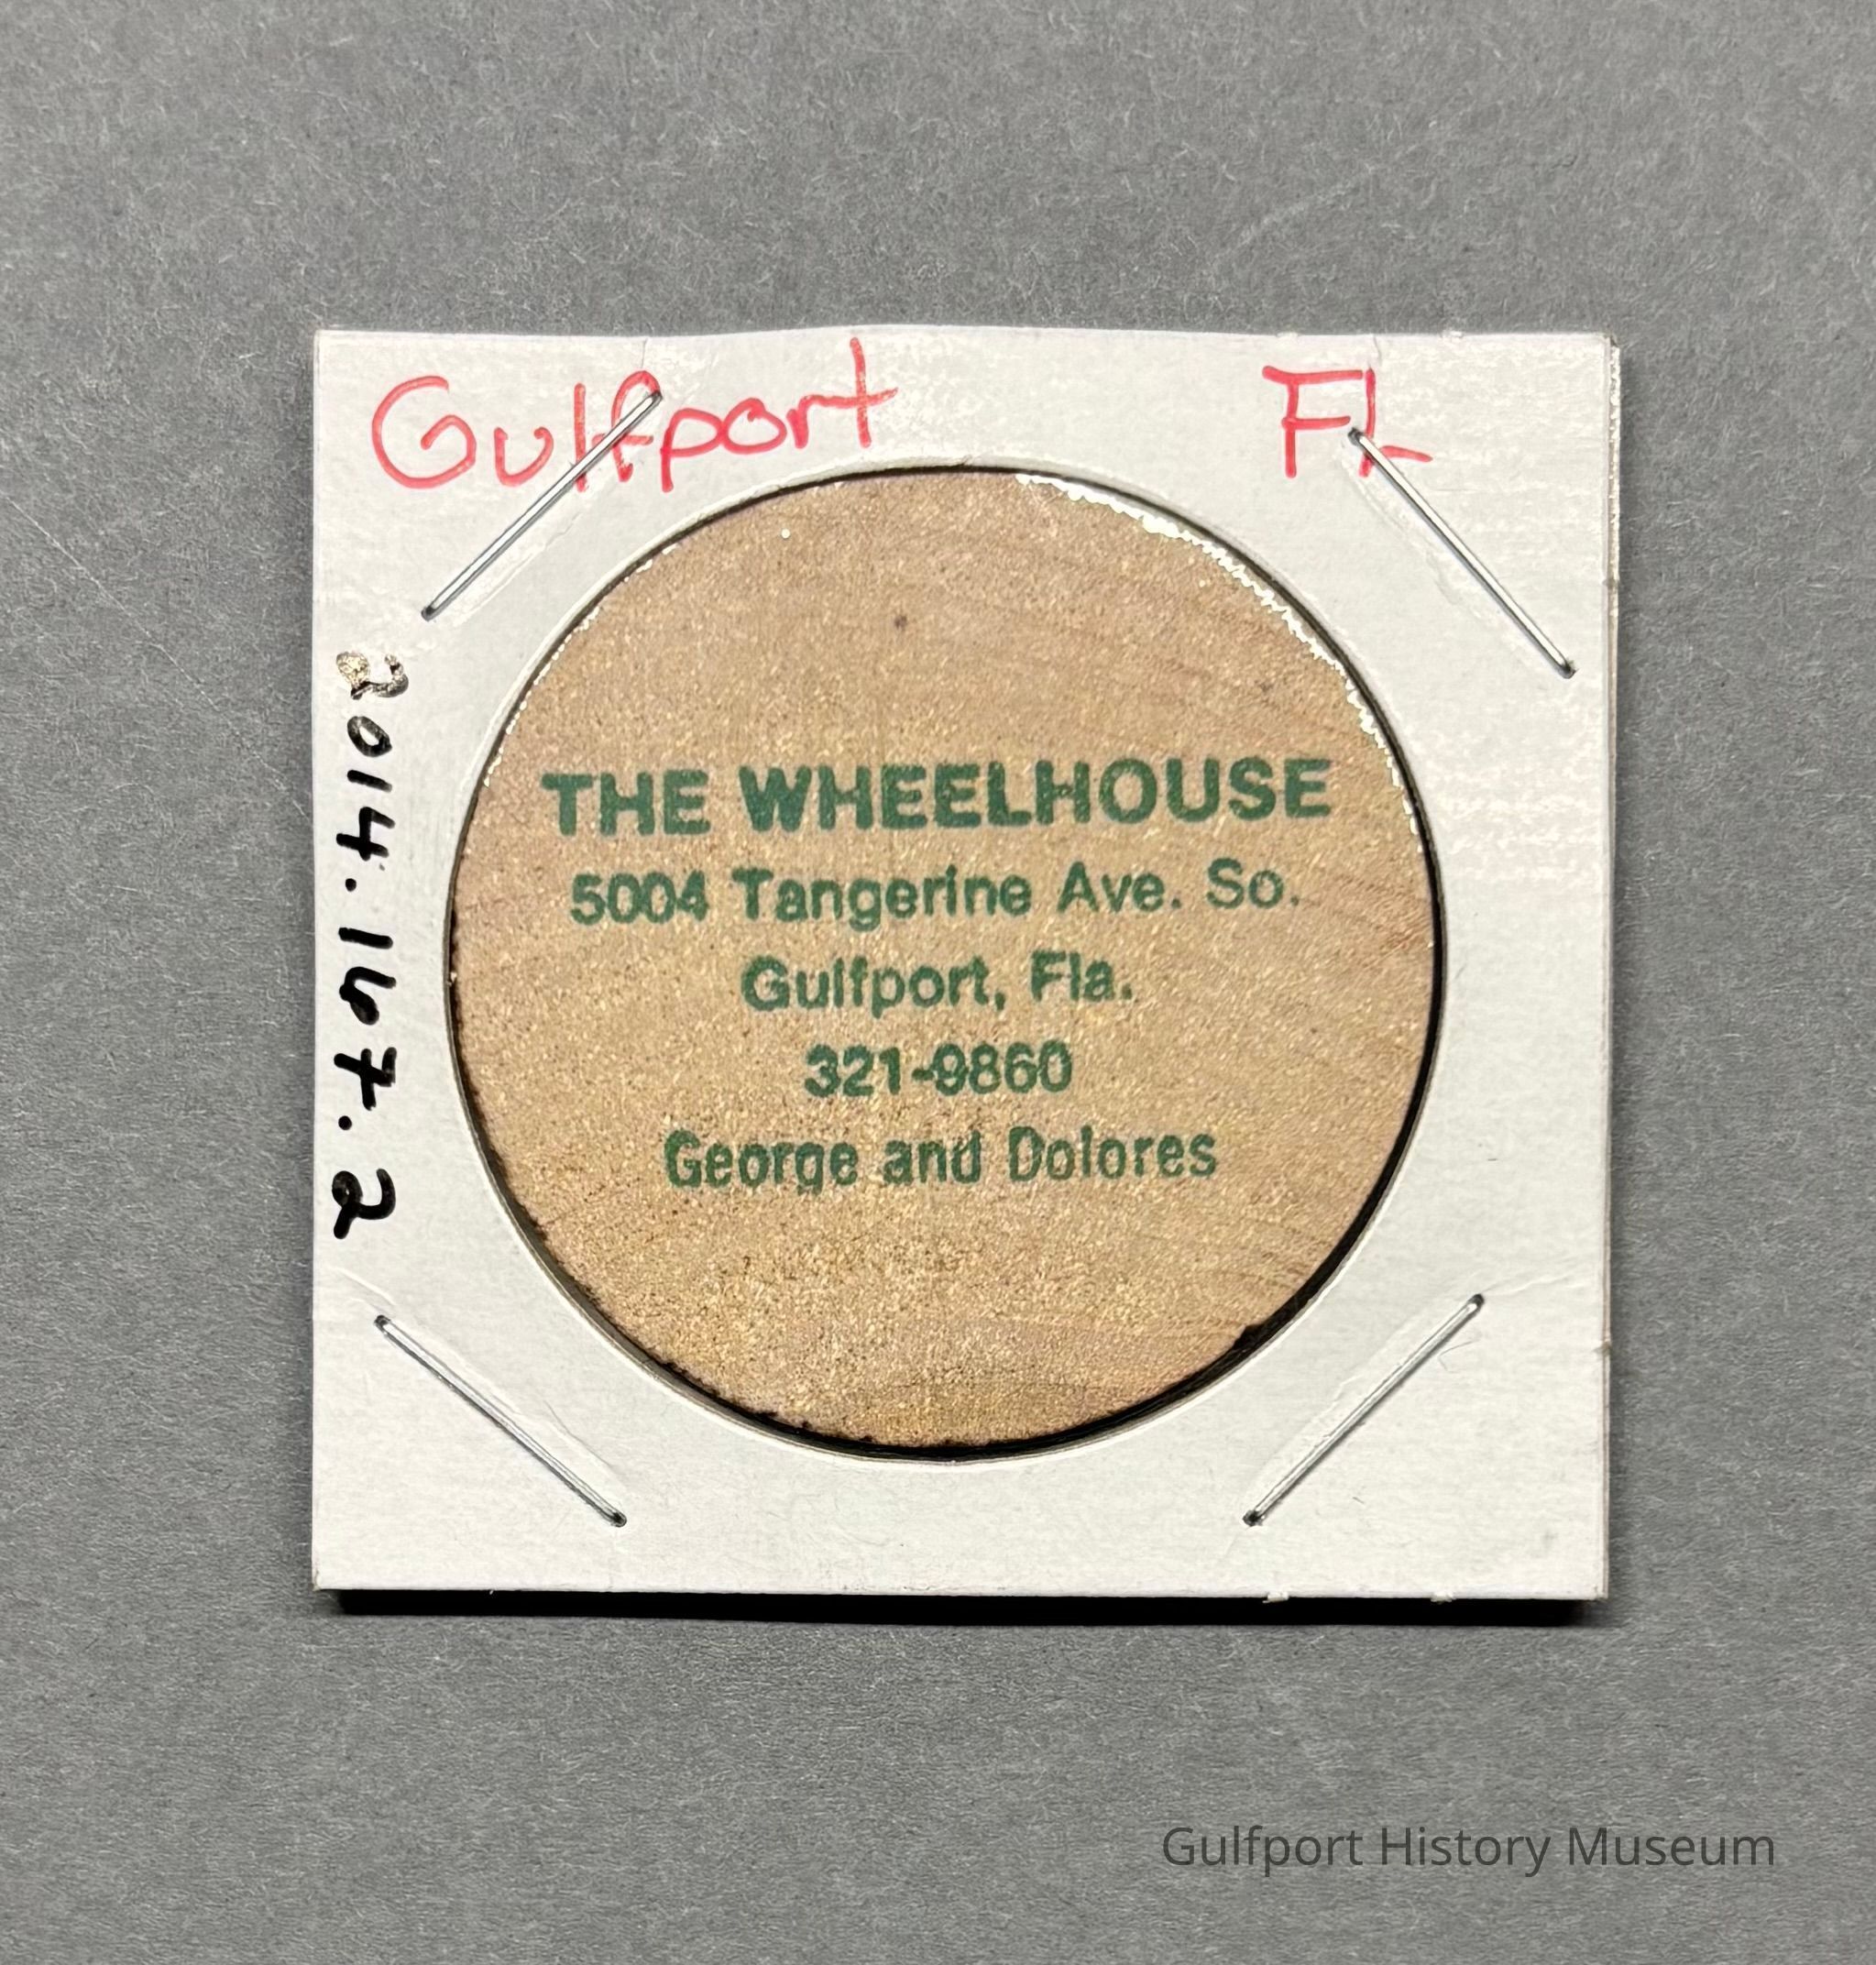 Gulfport FL
2014.167.2
THE WHEELHOUSE
5004 Tangerine Ave. So.
Gulfport, Fla.
321-9860
George and Dolores
Gulfport History Museum